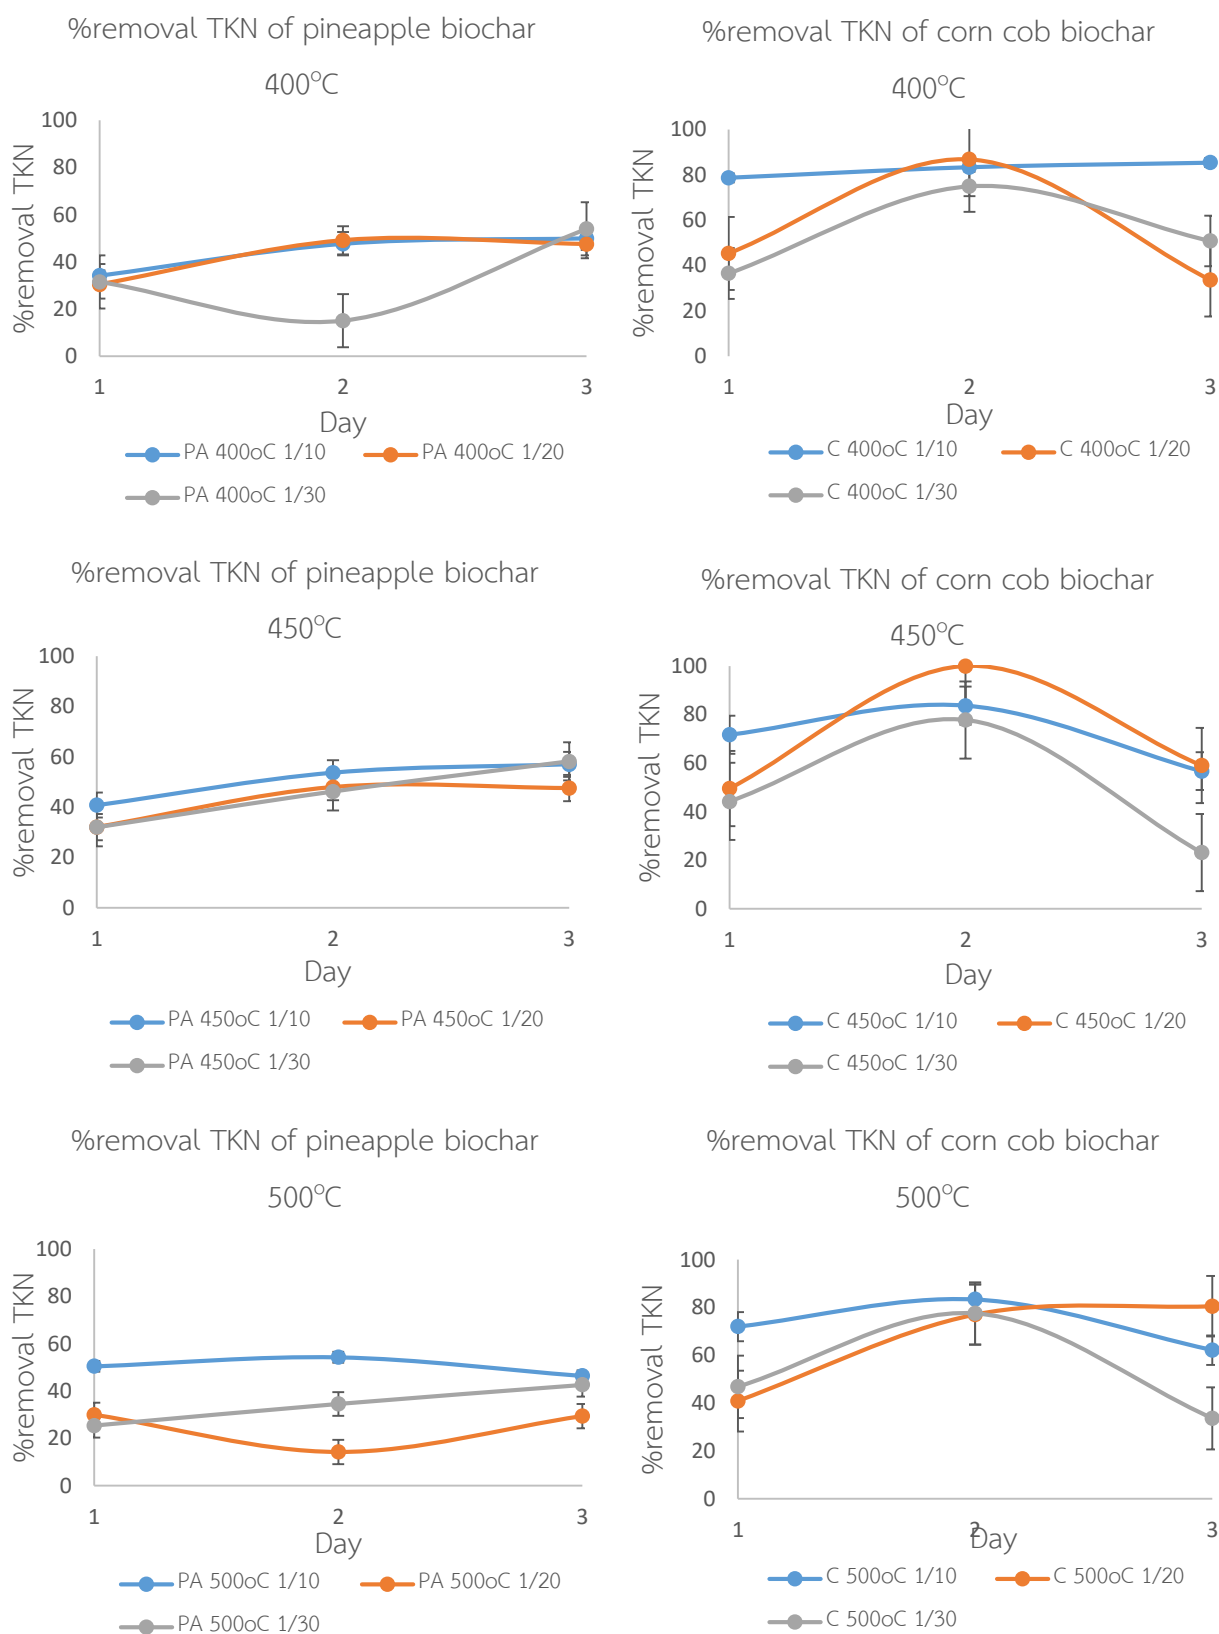 %removal TKN of pineapple biochar
400°C
%removal TKN
100
80
60
40
20
0
1 2 3
Day
PA 400oC 1/10 PA 400oC 1/20
PA 400oC 1/30
%removal TKN of corn cob biochar
400°C
%removal TKN
100
80
60
40
20
0
1 2 3
Day
C 400oC 1/10 C 400oC 1/20
C 400oC 1/30
%removal TKN of pineapple biochar
450°C
%removal TKN
100
80
60
40
20
0
1 2 3
Day
PA 450oC 1/10 PA 450oC 1/20
PA 450oC 1/30
%removal TKN of corn cob biochar
450°C
%removal TKN
100
80
60
40
20
0
1 2 3
Day
C 450oC 1/10 C 450oC 1/20
C 450oC 1/30
%removal TKN of pineapple biochar
500°C
%removal TKN
100
80
60
40
20
0
1 2 3
Day
PA 500oC 1/10 PA 500oC 1/20
PA 500oC 1/30
%removal TKN of corn cob biochar
500°C
%removal TKN
100
80
60
40
20
0
1 2 3
Day
C 500oC 1/10 C 500oC 1/20
C 500oC 1/30